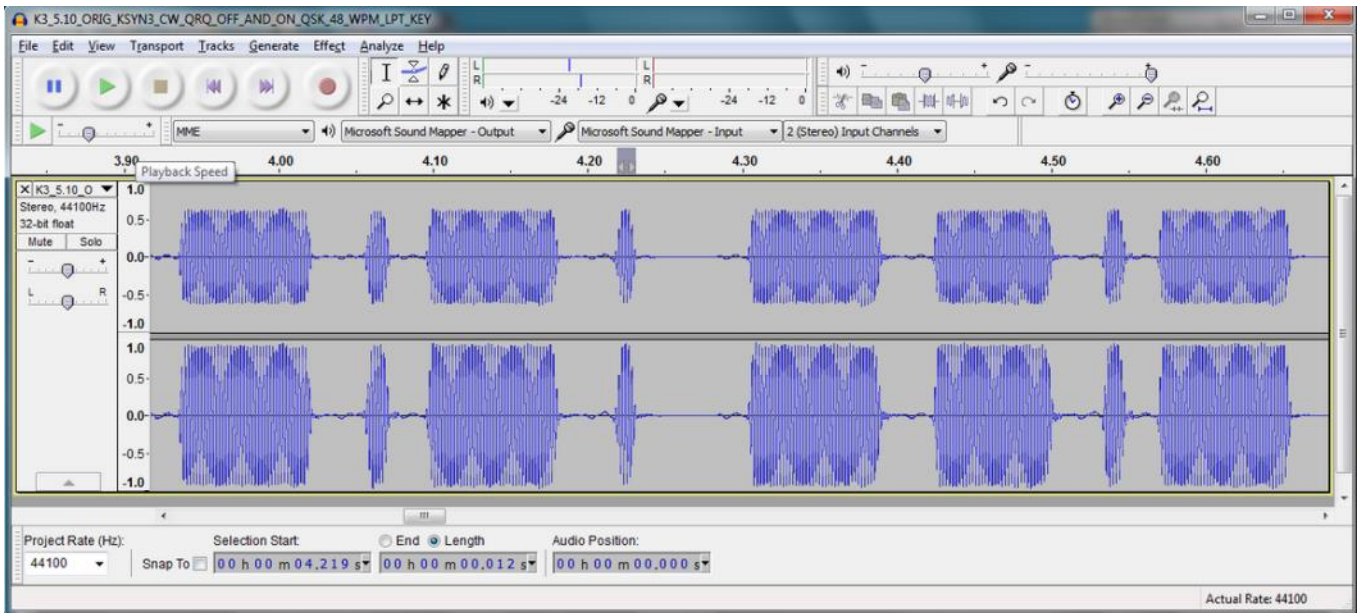 K3_5.10_ORIG_KSYN3_CW_QRQ_OFF_AND_ON_QSK_48_WPM_LPT_KEY
File Edit View Transport Tracks Generate Effect Analyze Help
L
R
-24 -12 0
L
R
-24 -12 0
MME
Microsoft Sound Mapper - Output
Microsoft Sound Mapper - Input
2 (Stereo) Input Channels
3.90 4.00 4.10 4.20 4.30 4.40 4.50 4.60
Playback Speed
K3_5.10_O
Stereo, 44100Hz
32-bit float
Mute Solo
- +
L R
1.0
0.5
0.0
-0.5
-1.0
1.0
0.5
0.0
-0.5
-1.0
Project Rate (Hz): Selection Start: End Length Audio Position:
44100 Snap To 00 h 00 m 04.219 s 00 h 00 m 00.012 s 00 h 00 m 00.000 s
Actual Rate: 44100